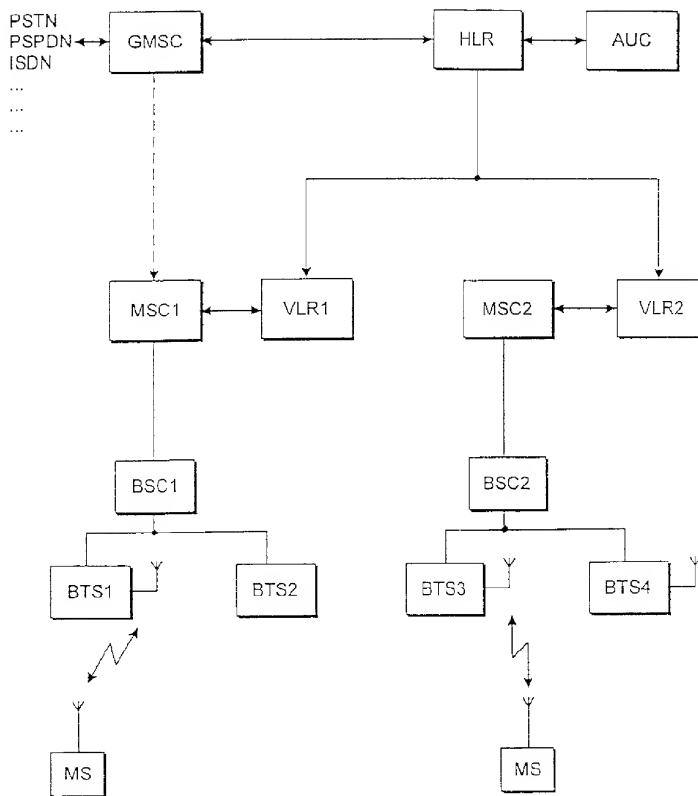 PSTN
PSPDN
ISDN
...
...
...
GMSC
HLR
AUC
MSC1
VLR1
MSC2
VLR2
BSC1
BSC2
BTS1
BTS2
BTS3
BTS4
MS
MS